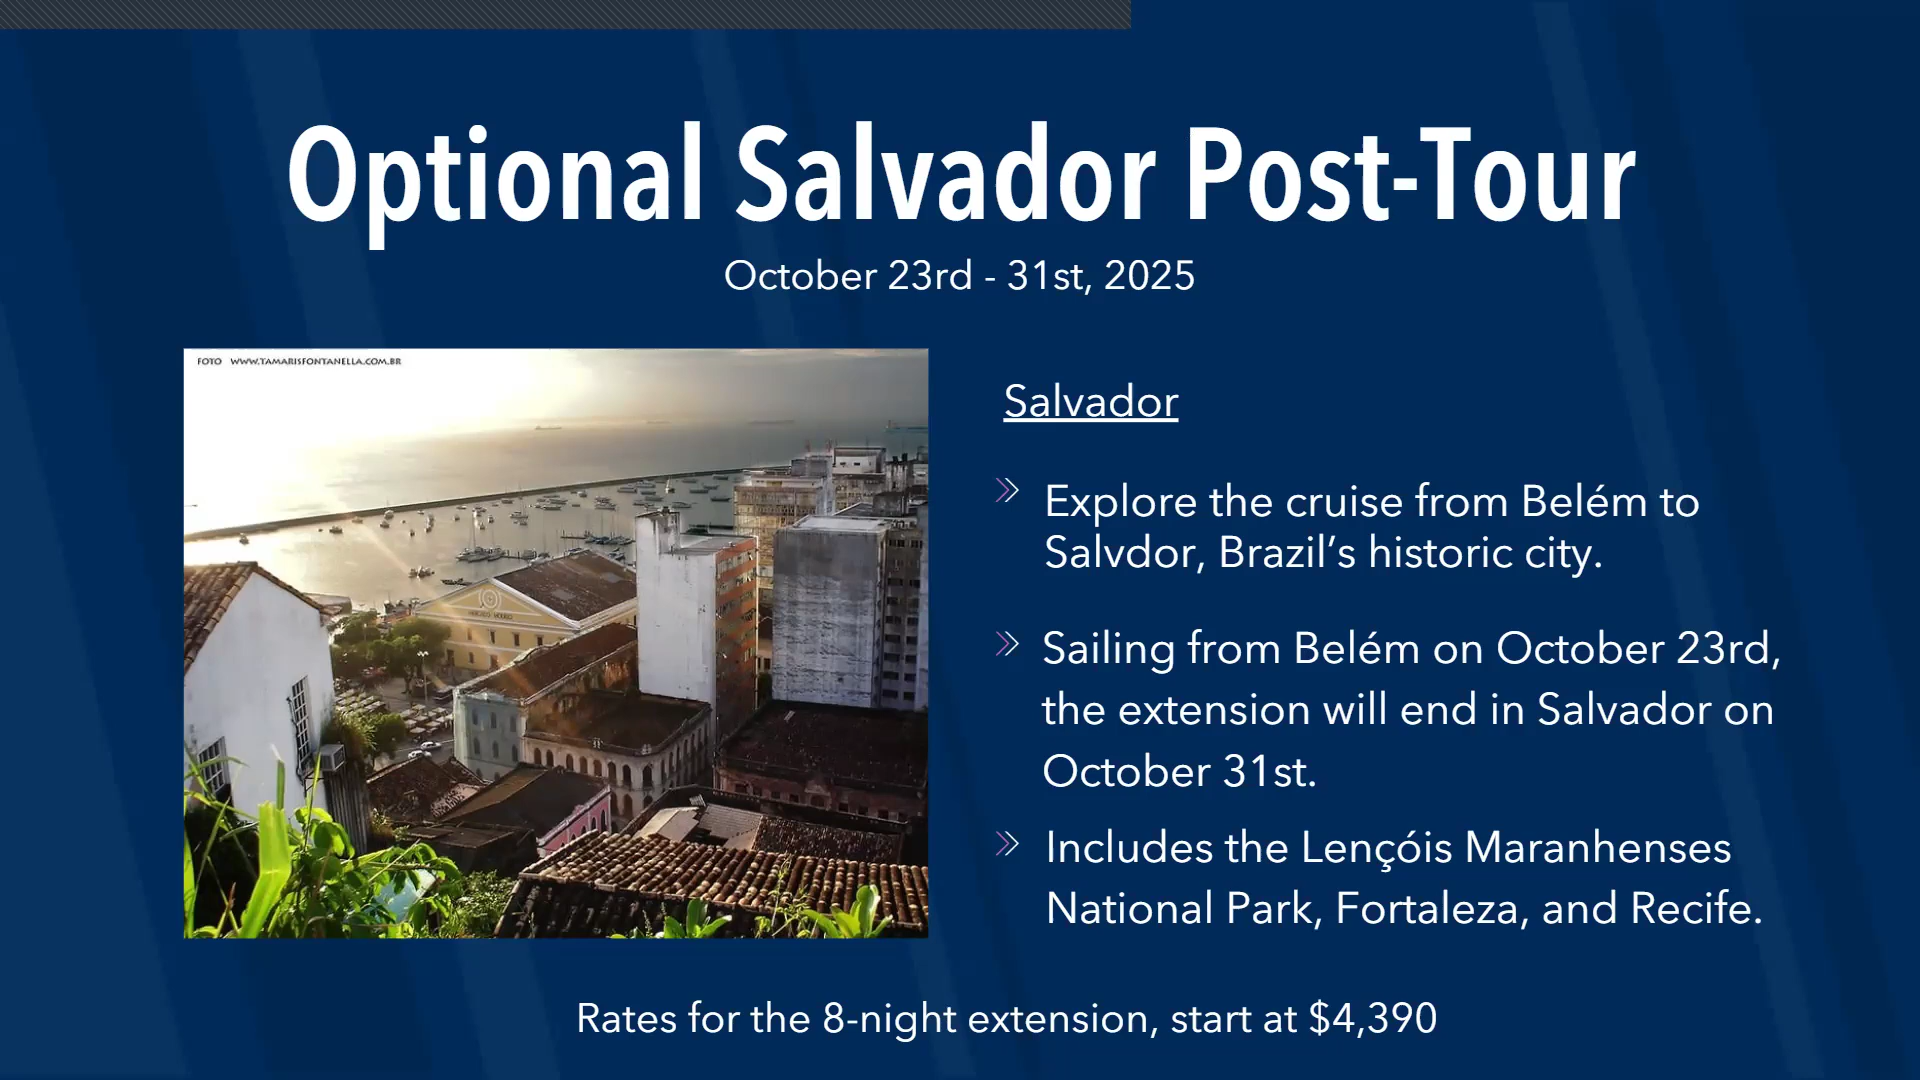 Optional Salvador Post-Tour
October 23rd - 31st, 2025
FOTO WWW.TAMARISFONTANELLA.COM.BR
Salvador
Explore the cruise from Belém to
Salvdor, Brazil’s historic city.
Sailing from Belém on October 23rd,
the extension will end in Salvador on
October 31st.
Includes the Lençóis Maranhenses
National Park, Fortaleza, and Recife.
Rates for the 8-night extension, start at $4,390